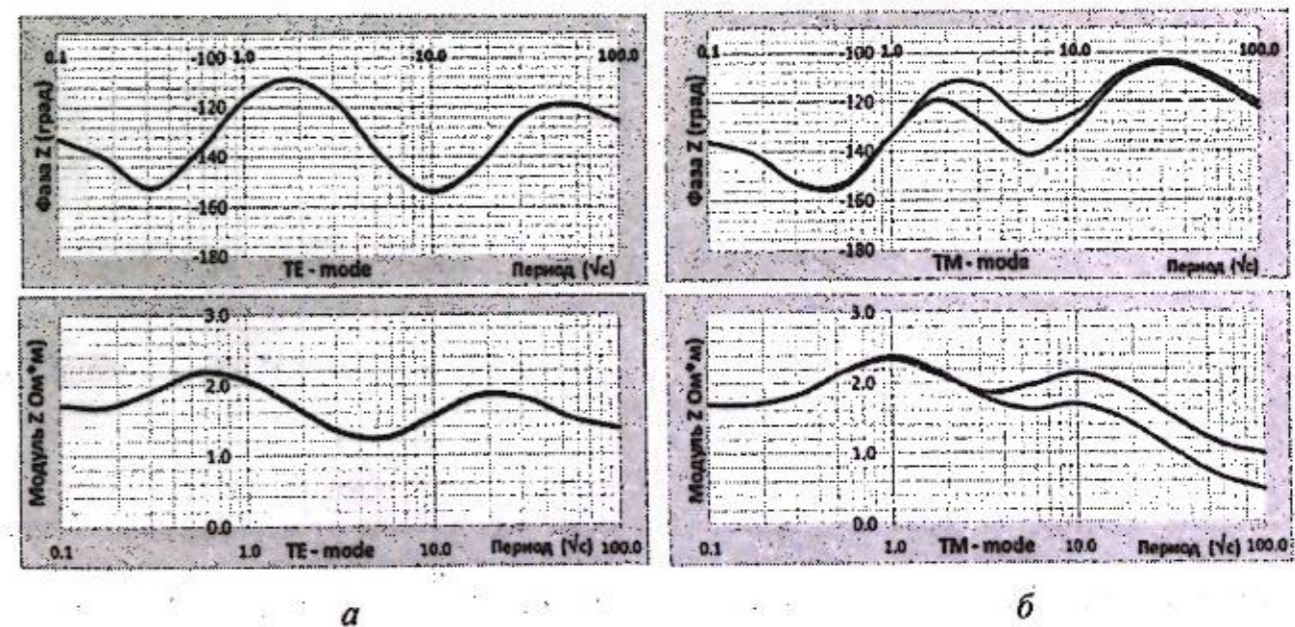 Фаза Z (град)
0.1 -100 1.0 10.0 100.0
-120
-140
-160
-180
TE - mode Период (√с)
Фаза Z (град)
0.1 -100 1.0 10.0 100.0
-120
-140
-160
-180
TM - mode Период (√с)
Модуль Z Ом*м
3.0
2.0
1.0
0.0
0.1 1.0 TE - mode 10.0 Период (√с) 100.0
Модуль Z Ом*м
3.0
2.0
1.0
0.0
0.1 1.0 TM - mode 10.0 Период (√с) 100.0
а
б